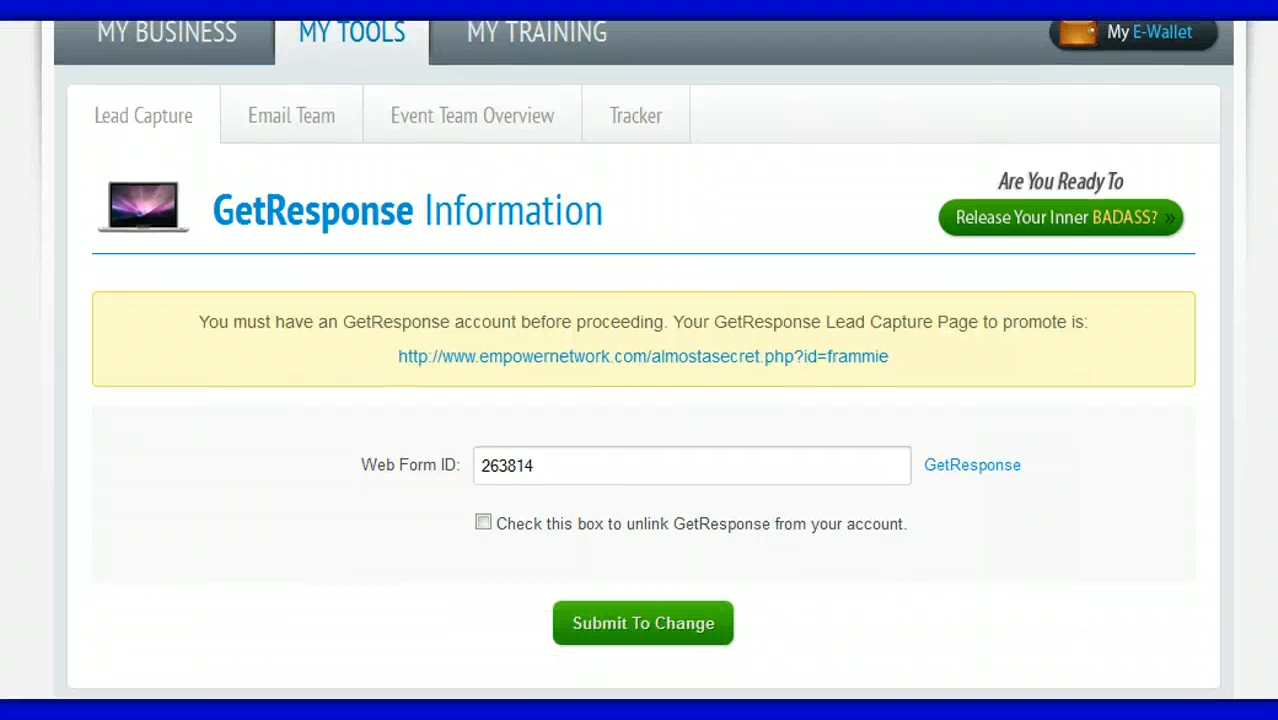 MY BUSINESS MY TOOLS MY TRAINING My E-Wallet
Lead Capture Email Team Event Team Overview Tracker
Are You Ready To
GetResponse Information
Release Your Inner BADASS? »
You must have an GetResponse account before proceeding. Your GetResponse Lead Capture Page to promote is:
http://www.empowernetwork.com/almostasecret.php?id=frammie
Web Form ID: 263814 GetResponse
Check this box to unlink GetResponse from your account.
Submit To Change